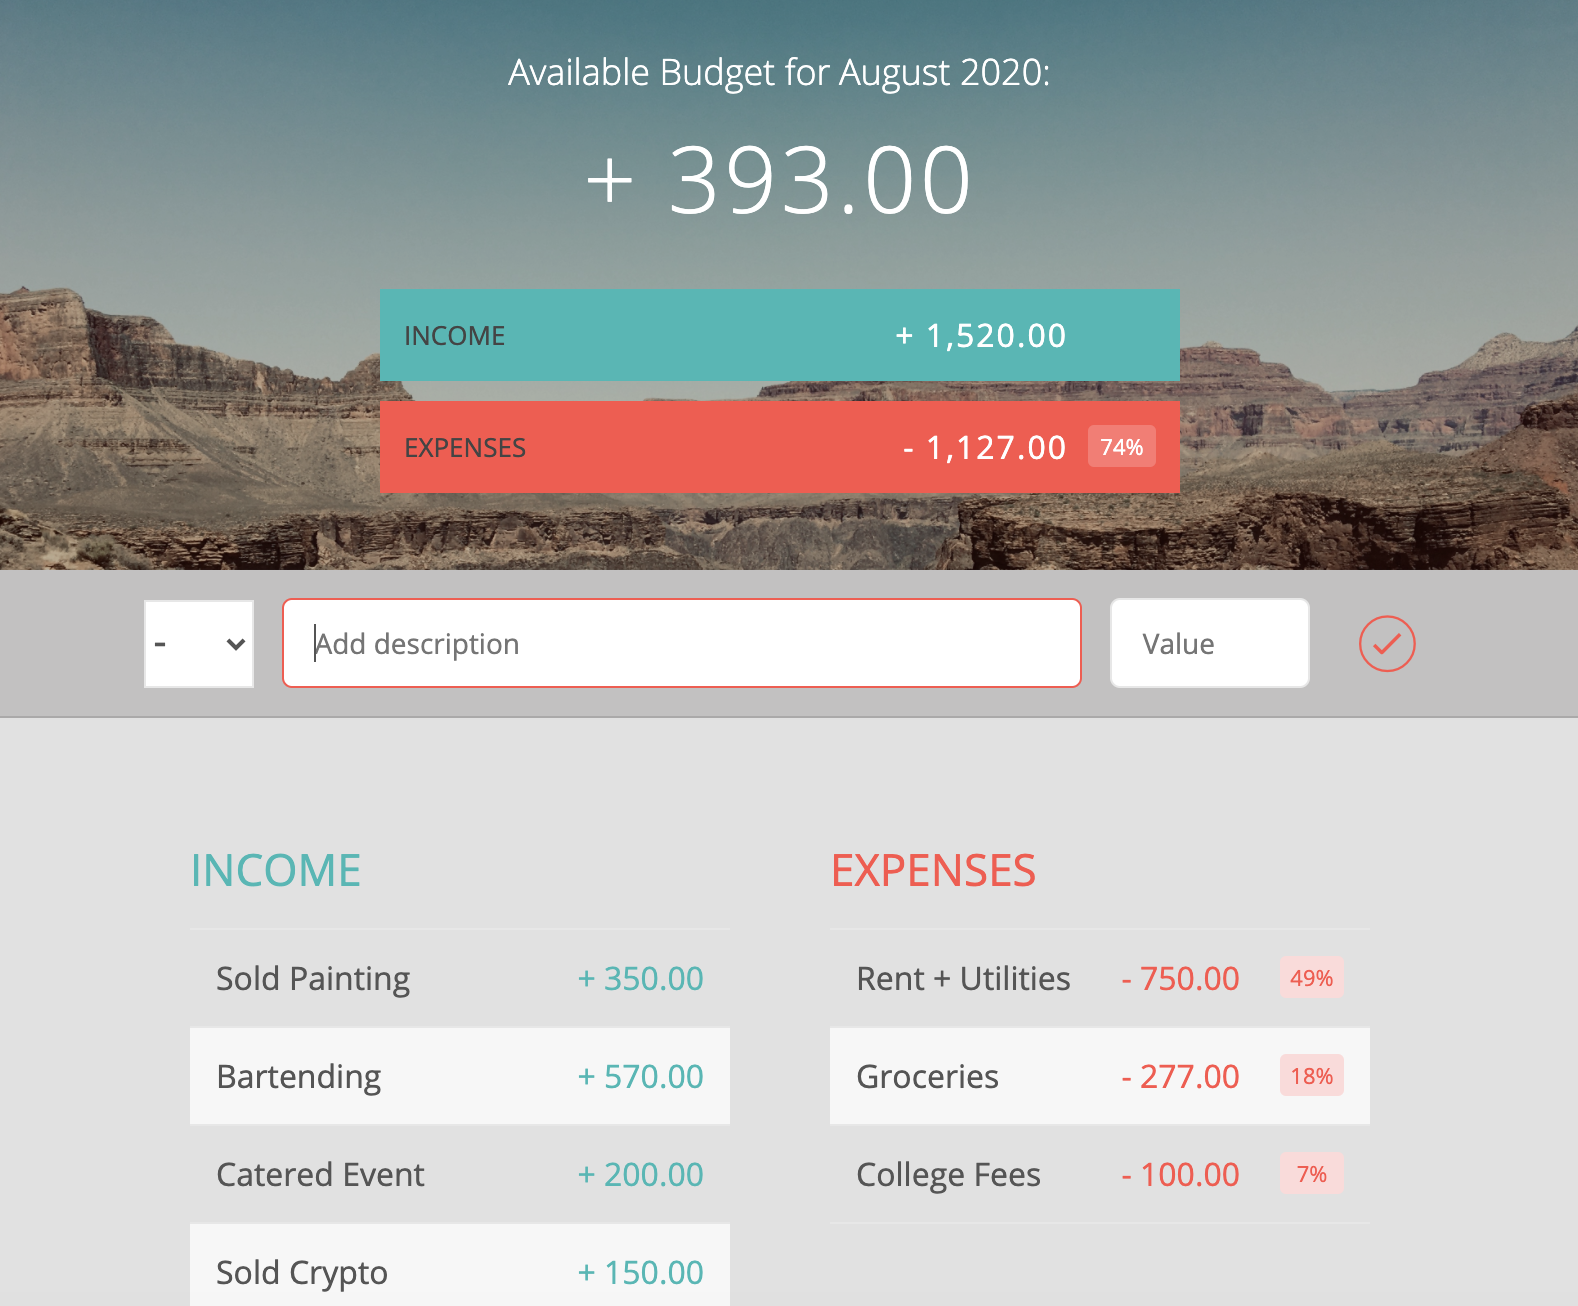 Available Budget for August 2020:
+ 393.00
INCOME + 1,520.00
EXPENSES - 1,127.00 74%
- Add description Value
INCOME
Sold Painting + 350.00
Bartending + 570.00
Catered Event + 200.00
Sold Crypto + 150.00
EXPENSES
Rent + Utilities - 750.00 49%
Groceries - 277.00 18%
College Fees - 100.00 7%